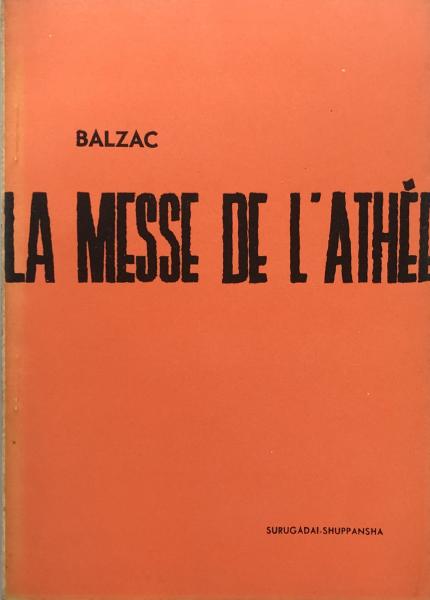 BALZAC
LA MESSE DE L'ATHÉE
SURUGADAI-SHUPPANSHA